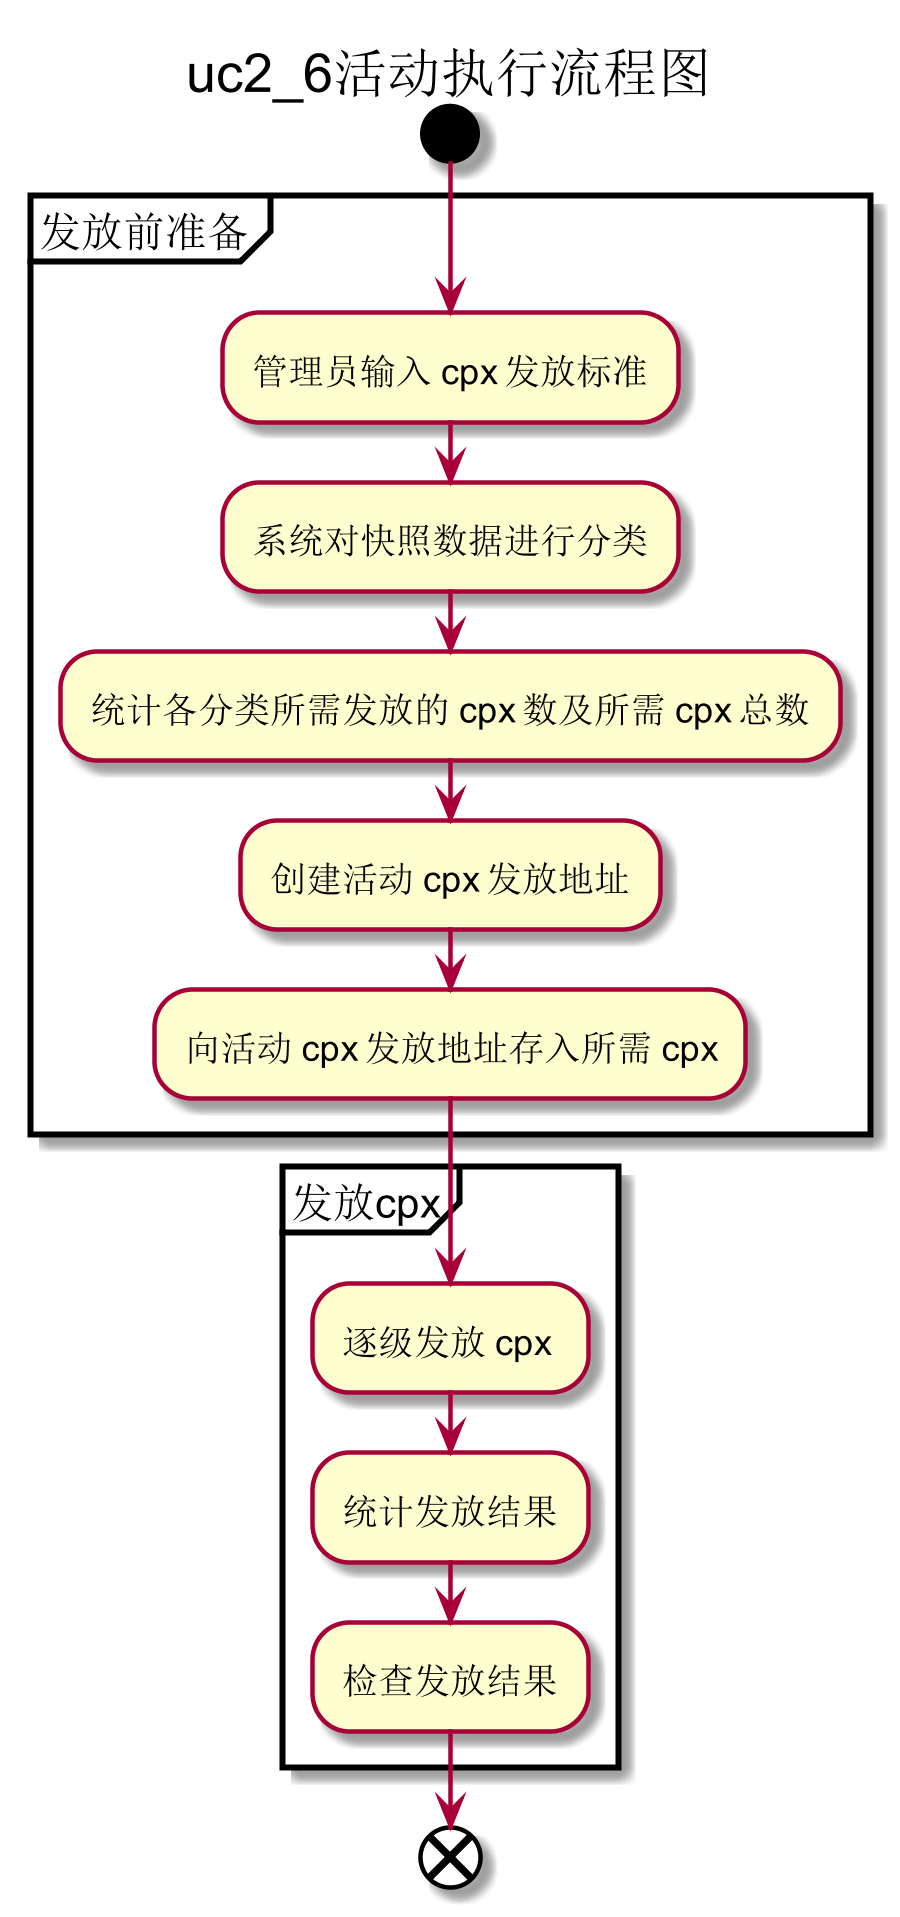 uc2_6活动执行流程图
发放前准备
管理员输入 cpx 发放标准
系统对快照数据进行分类
统计各分类所需发放的 cpx 数及所需 cpx 总数
创建活动 cpx 发放地址
向活动 cpx 发放地址存入所需 cpx
发放cpx
逐级发放 cpx
统计发放结果
检查发放结果